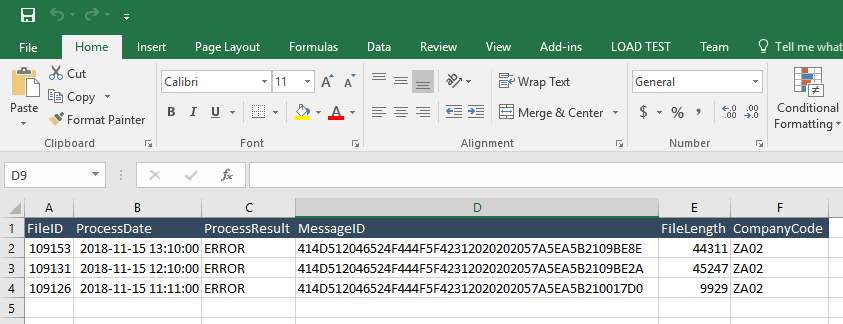 File Home Insert Page Layout Formulas Data Review View Add-ins LOAD TEST Team Tell me what
Paste Cut Copy Format Painter Clipboard
Calibri 11 A A B I U A Font
Wrap Text Merge & Center Alignment
General $ % , .00 .00 Number
Conditional Formatting
D9 fx
A B C D E F
1 FileID ProcessDate ProcessResult MessageID FileLength CompanyCode
2 109153 2018-11-15 13:10:00 ERROR 414D512046524F444F5F42312020202057A5EA5B2109BE8E 44311 ZA02
3 109131 2018-11-15 12:10:00 ERROR 414D512046524F444F5F42312020202057A5EA5B2109BE2A 45247 ZA02
4 109126 2018-11-15 11:11:00 ERROR 414D512046524F444F5F42312020202057A5EA5B210017D0 9929 ZA02
5